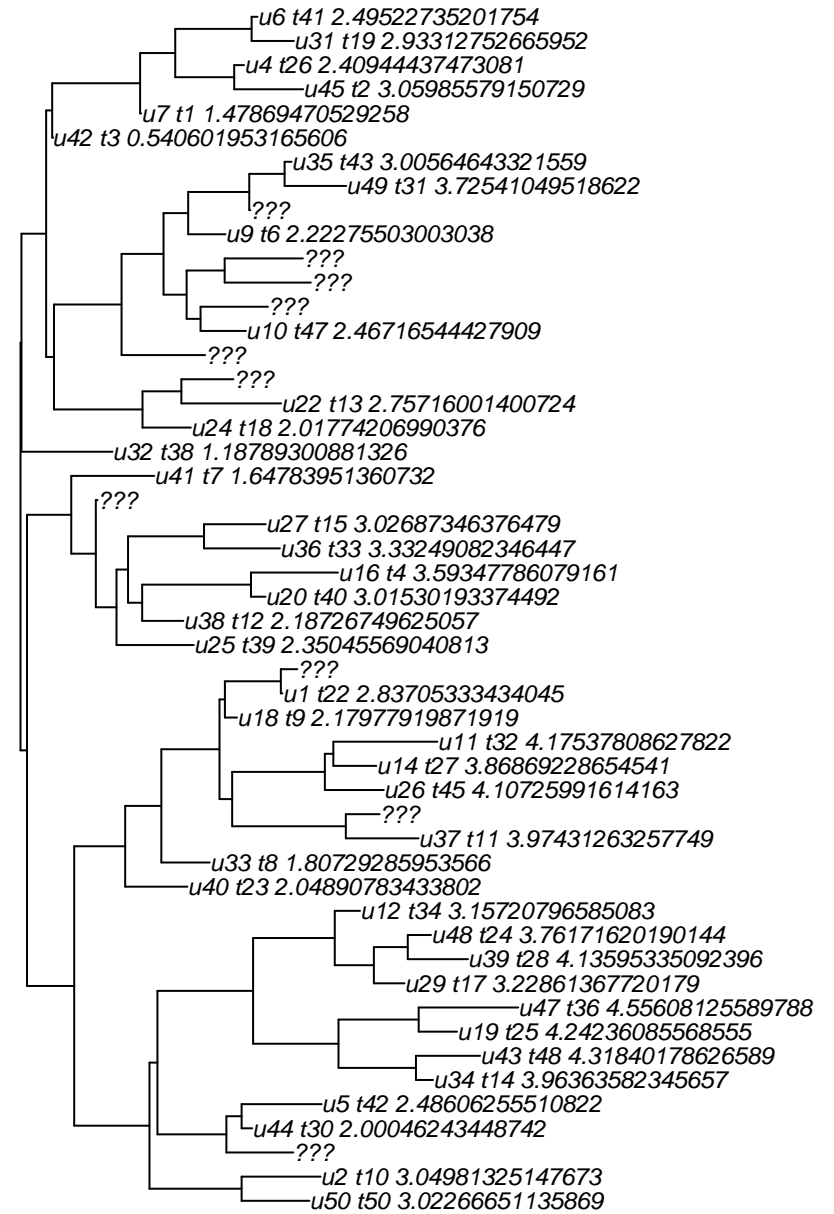 u6 t41 2.49522735201754
u31 t19 2.93312752665952
u4 t26 2.40944437473081
u45 t2 3.05985579150729
u7 t1 1.47869470529258
u42 t3 0.540601953165606
u35 t43 3.00564643321559
u49 t31 3.72541049518622
???
u9 t6 2.22275503003038
???
???
???
u10 t47 2.46716544427909
???
???
u22 t13 2.75716001400724
u24 t18 2.01774206990376
u32 t38 1.18789300881326
u41 t7 1.64783951360732
???
u27 t15 3.02687346376479
u36 t33 3.33249082346447
u16 t4 3.59347786079161
u20 t40 3.01530193374492
u38 t12 2.18726749625057
u25 t39 2.35045569040813
???
u1 t22 2.83705333434045
u18 t9 2.17977919871919
u11 t32 4.17537808627822
u14 t27 3.86869228654541
u26 t45 4.10725991614163
???
u37 t11 3.97431263257749
u33 t8 1.80729285953566
u40 t23 2.04890783433802
u12 t34 3.15720796585083
u48 t24 3.76171620190144
u39 t28 4.13595335092396
u29 t17 3.22861367720179
u47 t36 4.55608125589788
u19 t25 4.24236085568555
u43 t48 4.31840178626589
u34 t14 3.96363582345657
u5 t42 2.48606255510822
u44 t30 2.00046243448742
???
u2 t10 3.04981325147673
u50 t50 3.02266651135869